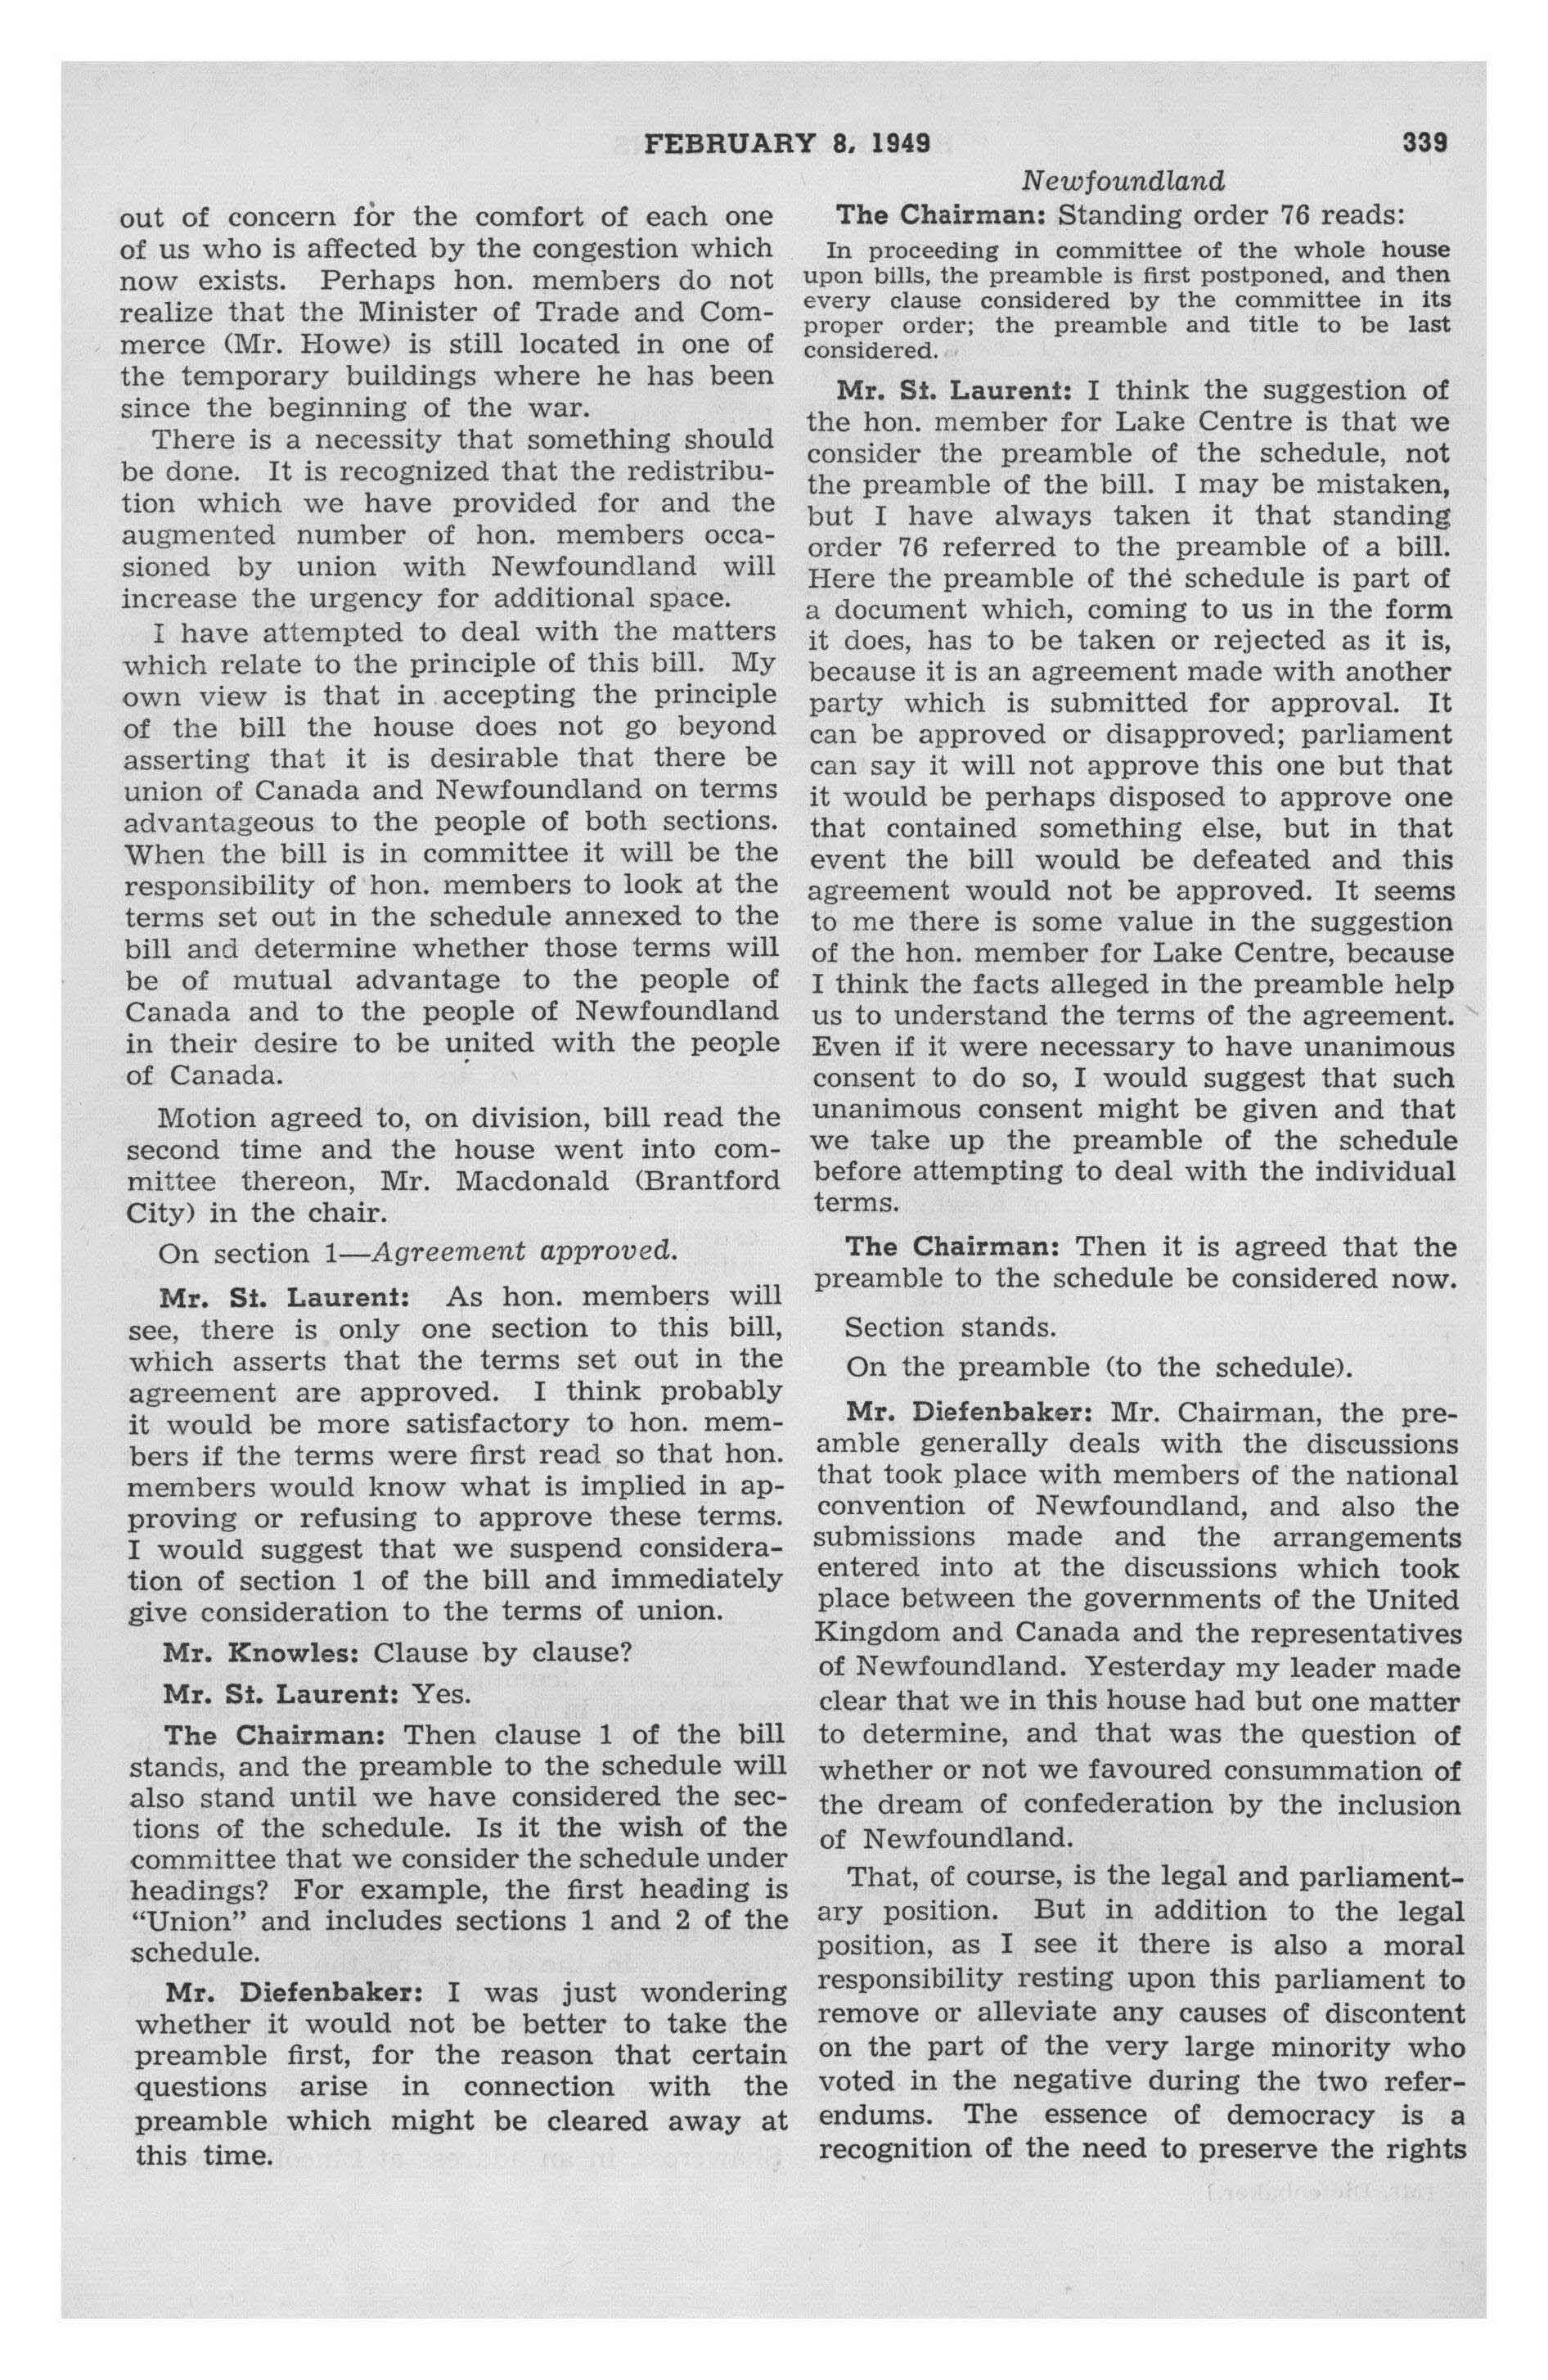 FEBRUARY 8, 1949
339
Newfoundland
out of concern for the comfort of each one
of us who is affected by the congestion which
now exists. Perhaps hon. members do not
realize that the Minister of Trade and Com-
merce (Mr. Howe) is still located in one of
the temporary buildings where he has been
since the beginning of the war.
There is a necessity that something should
be done. It is recognized that the redistribu-
tion which we have provided for and the
augmented number of hon. members occa-
sioned by union with Newfoundland will
increase the urgency for additional space.
I have attempted to deal with the matters
which relate to the principle of this bill. My
own view is that in accepting the principle
of the bill the house does not go beyond
asserting that it is desirable that there be
union of Canada and Newfoundland on terms
advantageous to the people of both sections.
When the bill is in committee it will be the
responsibility of hon. members to look at the
terms set out in the schedule annexed to the
bill and determine whether those terms will
be of mutual advantage to the people of
Canada and to the people of Newfoundland
in their desire to be united with the people
of Canada.
Motion agreed to, on division, bill read the
second time and the house went into com-
mittee thereon, Mr. Macdonald (Brantford
City) in the chair.
On section 1—Agreement approved.
Mr. St. Laurent: As hon. members will
see, there is only one section to this bill,
which asserts that the terms set out in the
agreement are approved. I think probably
it would be more satisfactory to hon. mem-
bers if the terms were first read so that hon.
members would know what is implied in ap-
proving or refusing to approve these terms.
I would suggest that we suspend considera-
tion of section 1 of the bill and immediately
give consideration to the terms of union.
Mr. Knowles: Clause by clause?
Mr. St. Laurent: Yes.
The Chairman: Then clause 1 of the bill
stands, and the preamble to the schedule will
also stand until we have considered the sec-
tions of the schedule. Is it the wish of the
committee that we consider the schedule under
headings? For example, the first heading is
“Union” and includes sections 1 and 2 of the
schedule.
Mr. Diefenbaker: I was just wondering
whether it would not be better to take the
preamble first, for the reason that certain
questions arise in connection with the
preamble which might be cleared away at
this time.
The Chairman: Standing order 76 reads:
In proceeding in committee of the whole house
upon bills, the preamble is first postponed, and then
every clause considered by the committee in its
proper order; the preamble and title to be last
considered.
Mr. St. Laurent: I think the suggestion of
the hon. member for Lake Centre is that we
consider the preamble of the schedule, not
the preamble of the bill. I may be mistaken,
but I have always taken it that standing
order 76 referred to the preamble of a bill.
Here the preamble of the schedule is part of
a document which, coming to us in the form
it does, has to be taken or rejected as it is,
because it is an agreement made with another
party which is submitted for approval. It
can be approved or disapproved; parliament
can say it will not approve this one but that
it would be perhaps disposed to approve one
that contained something else, but in that
event the bill would be defeated and this
agreement would not be approved. It seems
to me there is some value in the suggestion
of the hon. member for Lake Centre, because
I think the facts alleged in the preamble help
us to understand the terms of the agreement.
Even if it were necessary to have unanimous
consent to do so, I would suggest that such
unanimous consent might be given and that
we take up the preamble of the schedule
before attempting to deal with the individual
terms.
The Chairman: Then it is agreed that the
preamble to the schedule be considered now.
Section stands.
On the preamble (to the schedule).
Mr. Diefenbaker: Mr. Chairman, the pre-
amble generally deals with the discussions
that took place with members of the national
convention of Newfoundland, and also the
submissions made and the arrangements
entered into at the discussions which took
place between the governments of the United
Kingdom and Canada and the representatives
of Newfoundland. Yesterday my leader made
clear that we in this house had but one matter
to determine, and that was the question of
whether or not we favoured consummation of
the dream of confederation by the inclusion
of Newfoundland.
That, of course, is the legal and parliament-
ary position. But in addition to the legal
position, as I see it there is also a moral
responsibility resting upon this parliament to
remove or alleviate any causes of discontent
on the part of the very large minority who
voted in the negative during the two refer-
endums. The essence of democracy is a
recognition of the need to preserve the rights